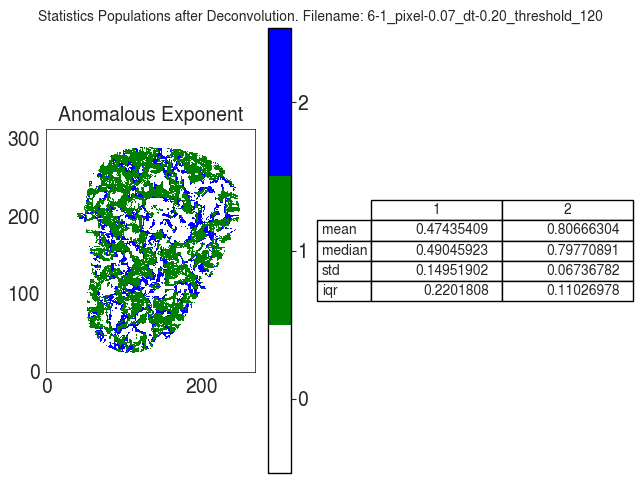 Statistics Populations after Deconvolution. Filename: 6-1_pixel-0.07_dt-0.20_threshold_120
Anomalous Exponent
300
200
100
0
0 200
2
1
0
1 2
mean 0.47435409 0.80666304
median 0.49045923 0.79770891
std 0.14951902 0.06736782
iqr 0.2201808 0.11026978